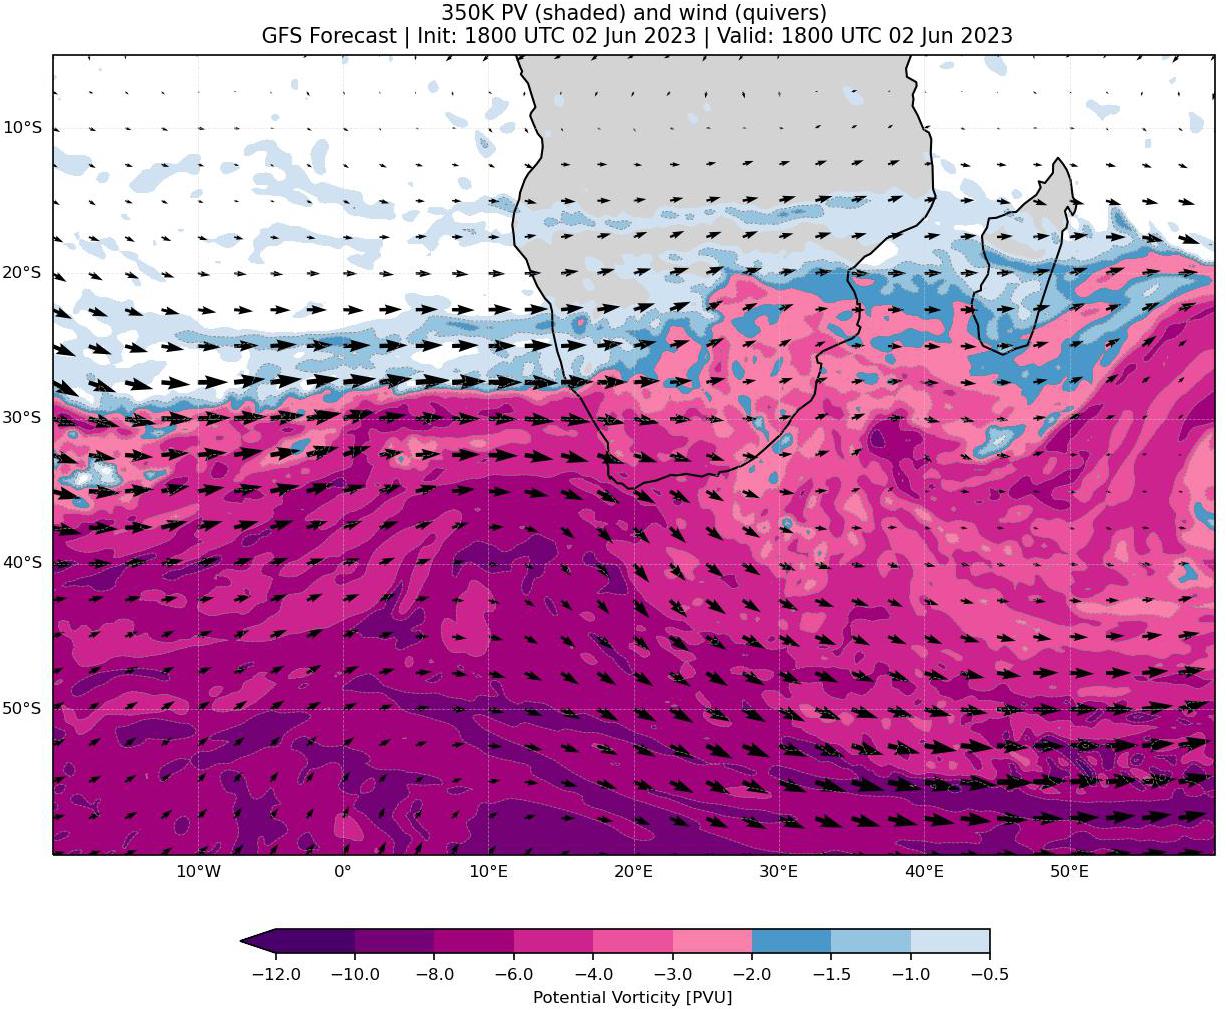 350K PV (shaded) and wind (quivers)
GFS Forecast | Init: 1800 UTC 02 Jun 2023 | Valid: 1800 UTC 02 Jun 2023
10°S
20°S
30°S
40°S
50°S
10°W 0° 10°E 20°E 30°E 40°E 50°E
−12.0 −10.0 −8.0 −6.0 −4.0 −3.0 −2.0 −1.5 −1.0 −0.5
Potential Vorticity [PVU]